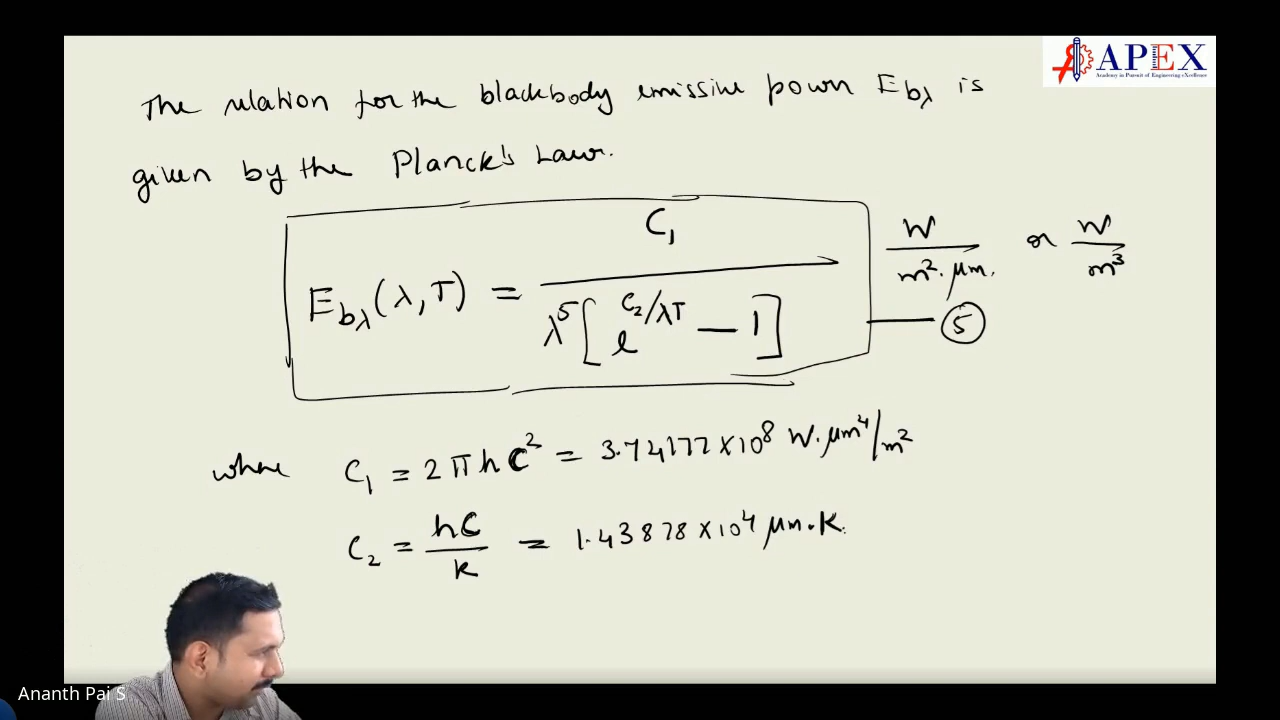 APEX
Academy in Pursuit of Engineering eXcellence
The relation for the blackbody emissive power Ebλ is
given by the Planck's Law.
Ebλ(λ,T) = C₁ / λ⁵[e^(C₂/λT) − 1] W/m²·μm. or W/m³
⑤
where C₁ = 2πhC² = 3.74177×10⁸ W·μm⁴/m²
C₂ = hC/k = 1.43878×10⁴ μm·K.
Ananth Pai S